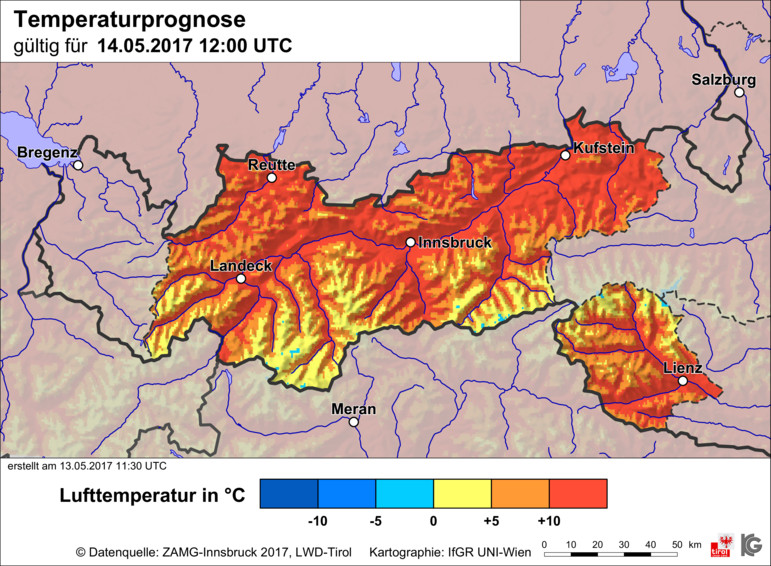 Temperaturprognose
gültig für 14.05.2017 12:00 UTC
Salzburg
Bregenz
Kufstein
Reutte
Innsbruck
Landeck
Lienz
Meran
erstellt am 13.05.2017 11:30 UTC
Lufttemperatur in °C
-10 -5 0 +5 +10
© Datenquelle: ZAMG-Innsbruck 2017, LWD-Tirol Kartographie: IfGR UNI-Wien
0 10 20 30 40 50 km
tirol